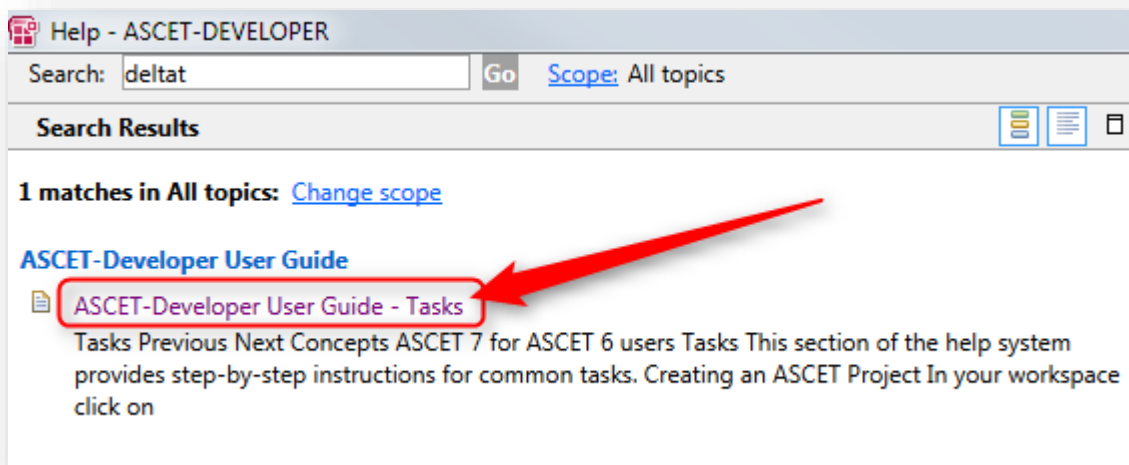 Help - ASCET-DEVELOPER
Search: deltat Go Scope: All topics
Search Results
1 matches in All topics: Change scope
ASCET-Developer User Guide
ASCET-Developer User Guide - Tasks
Tasks Previous Next Concepts ASCET 7 for ASCET 6 users Tasks This section of the help system
provides step-by-step instructions for common tasks. Creating an ASCET Project In your workspace
click on